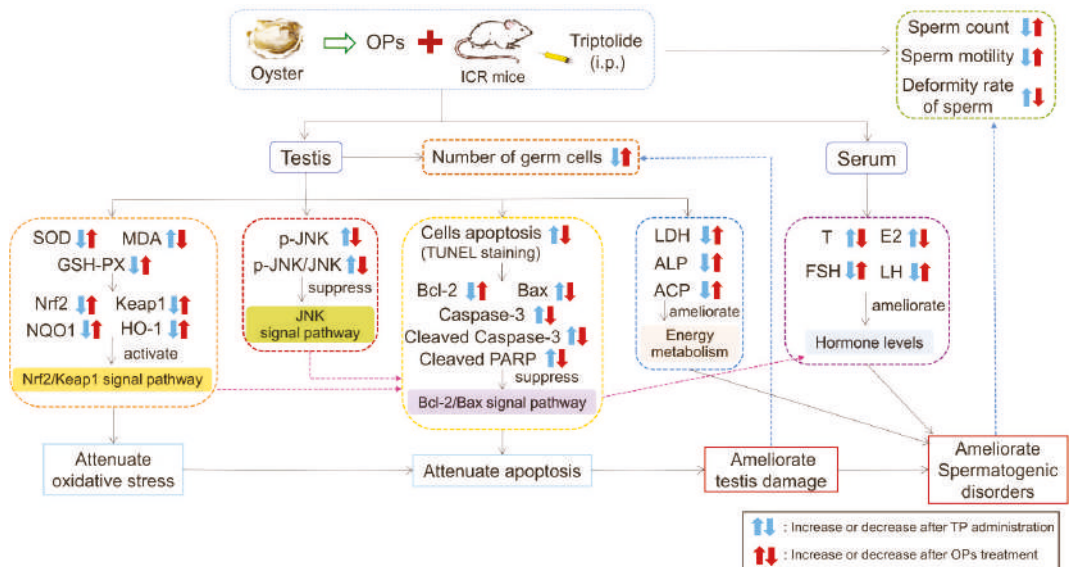 Oyster
OPs
ICR mice
Triptolide
(i.p.)
Sperm count
Sperm motility
Deformity rate
of sperm
Testis
Number of germ cells
Serum
SOD MDA
GSH-PX
Nrf2 Keap1
NQO1 HO-1
activate
Nrf2/Keap1 signal pathway
p-JNK
p-JNK/JNK
suppress
JNK
signal pathway
Cells apoptosis
(TUNEL staining)
Bcl-2 Bax
Caspase-3
Cleaved Caspase-3
Cleaved PARP
suppress
Bcl-2/Bax signal pathway
LDH
ALP
ACP
ameliorate
Energy
metabolism
T E2
FSH LH
ameliorate
Hormone levels
Attenuate
oxidative stress
Attenuate apoptosis
Ameliorate
testis damage
Ameliorate
Spermatogenic
disorders
: Increase or decrease after TP administration
: Increase or decrease after OPs treatment